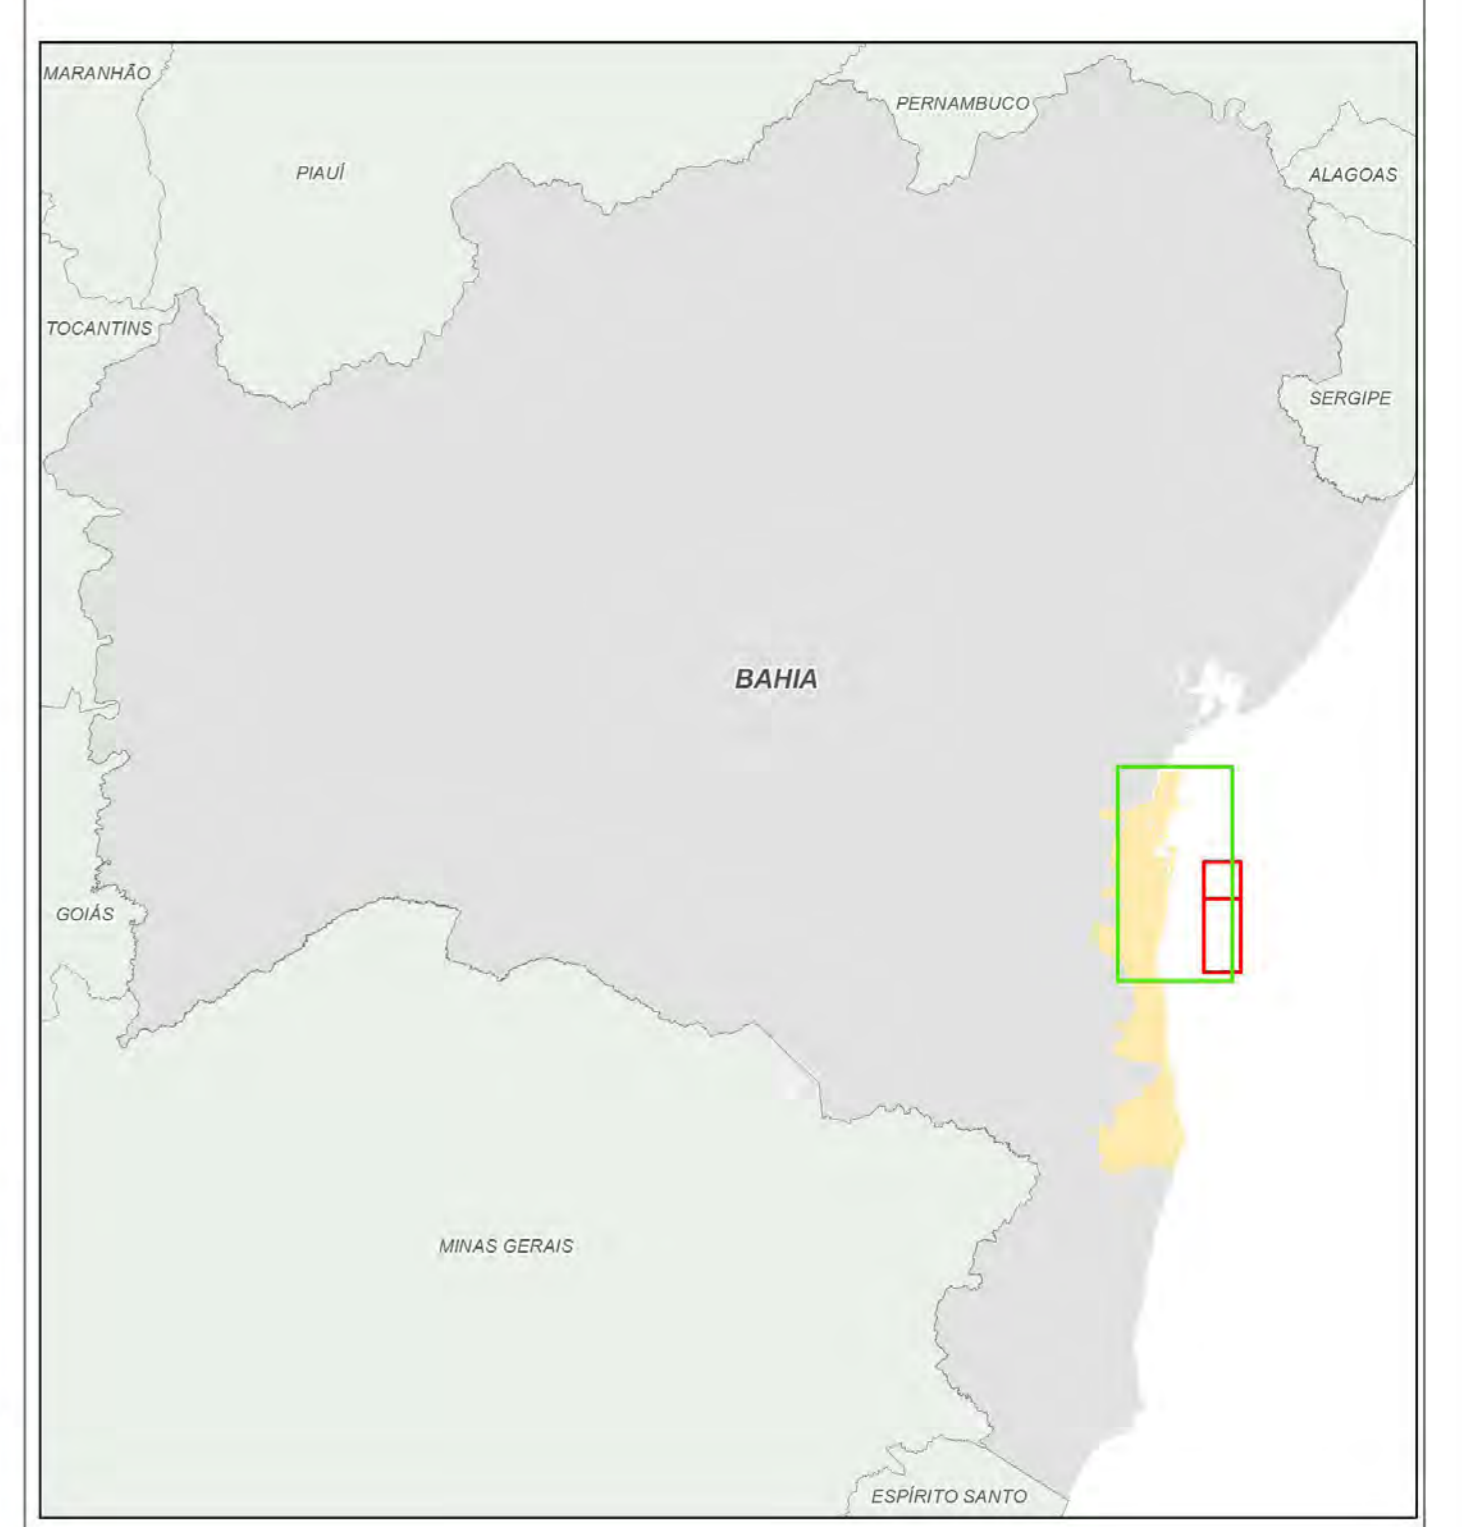 MARANHÃO
PERNAMBUCO
PIAUÍ
ALAGOAS
TOCANTINS
SERGIPE
BAHIA
GOIÁS
MINAS GERAIS
ESPÍRITO SANTO